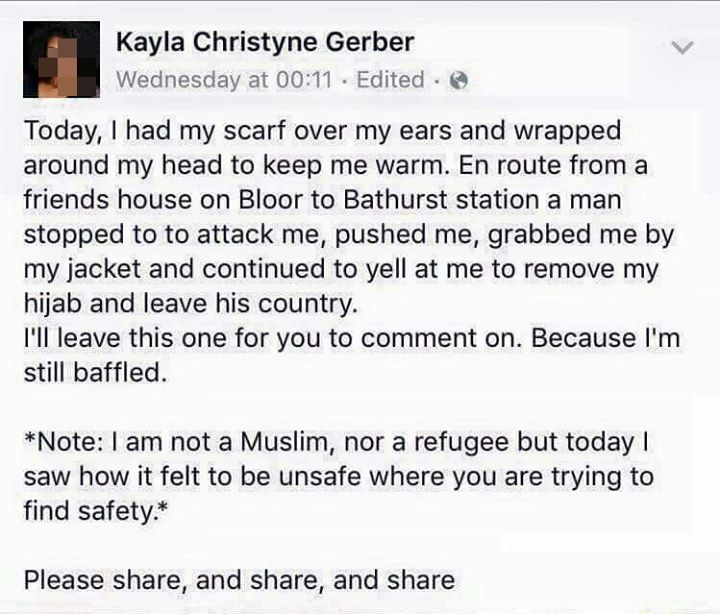 Kayla Christyne Gerber
Wednesday at 00:11 · Edited ·
Today, I had my scarf over my ears and wrapped
around my head to keep me warm. En route from a
friends house on Bloor to Bathurst station a man
stopped to to attack me, pushed me, grabbed me by
my jacket and continued to yell at me to remove my
hijab and leave his country.
I'll leave this one for you to comment on. Because I'm
still baffled.
*Note: I am not a Muslim, nor a refugee but today I
saw how it felt to be unsafe where you are trying to
find safety.*
Please share, and share, and share